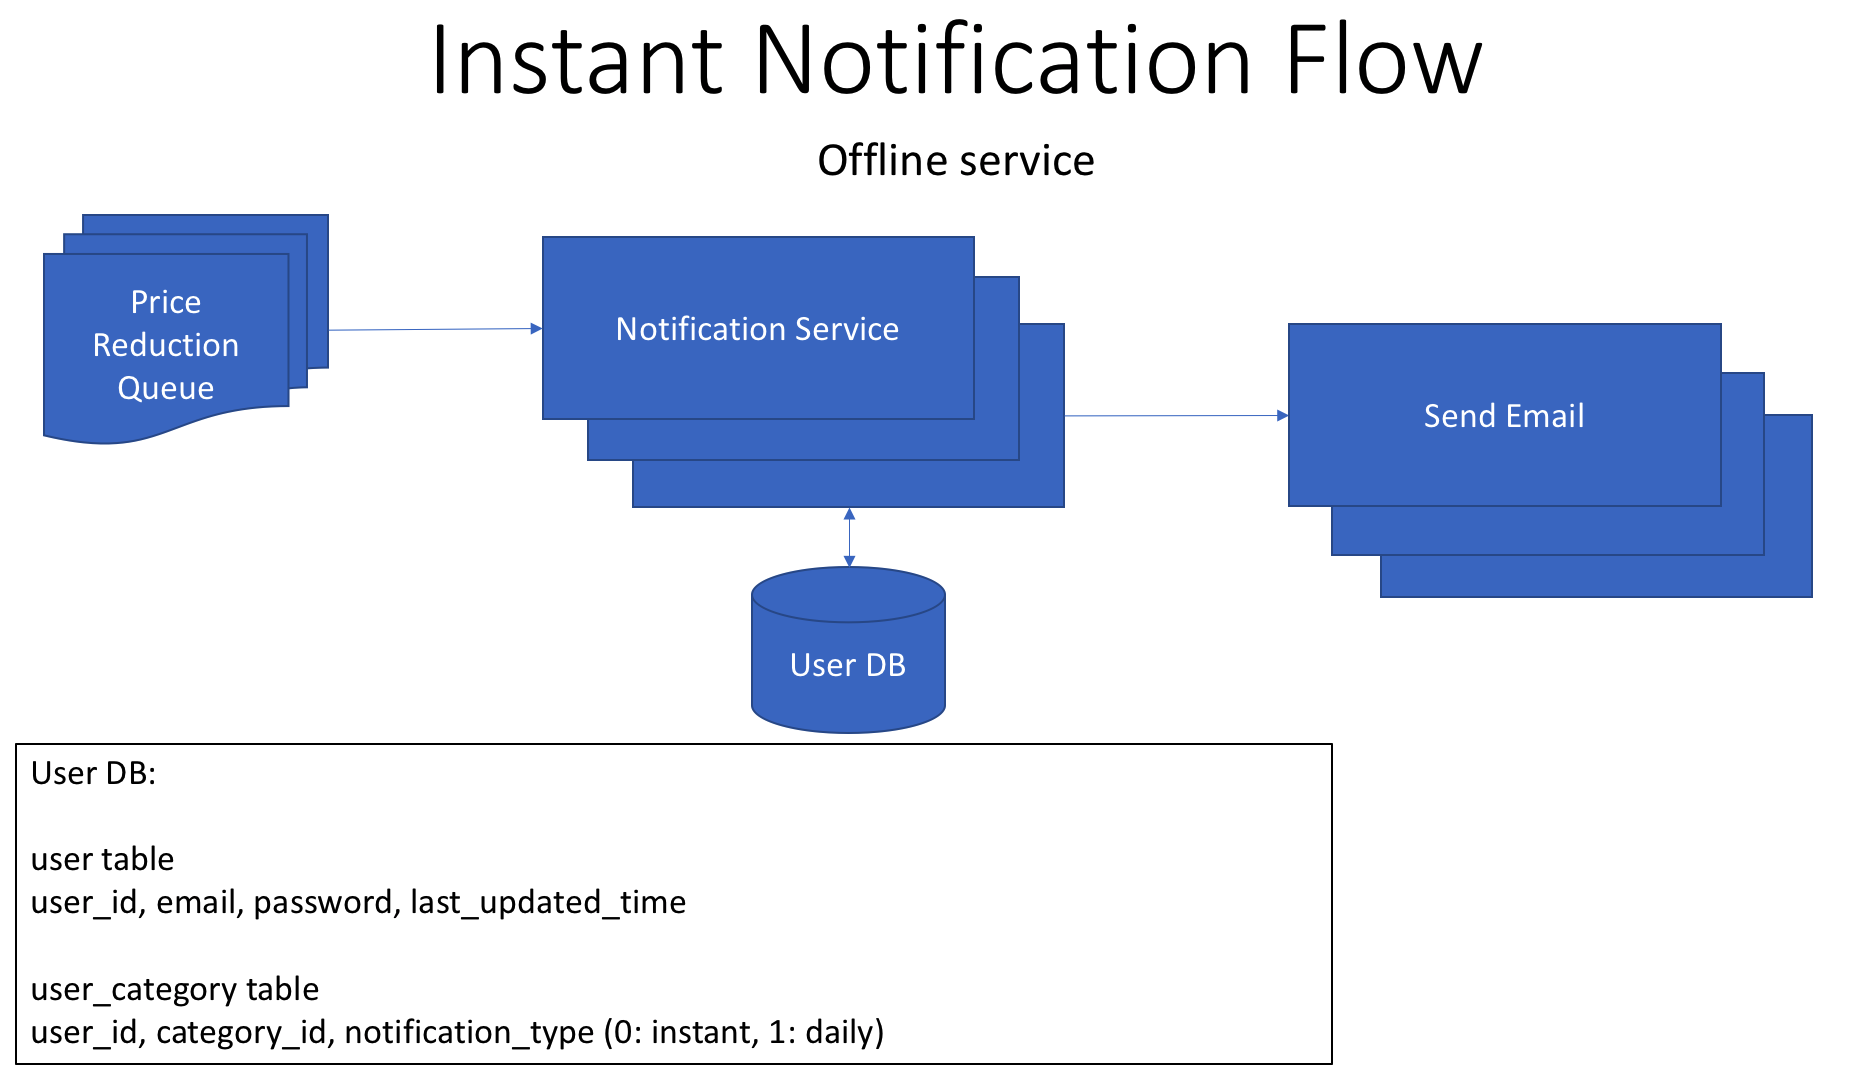 Instant Notification Flow
Offline service
Price
Reduction
Queue
Notification Service
Send Email
User DB
User DB:
user table
user_id, email, password, last_updated_time
user_category table
user_id, category_id, notification_type (0: instant, 1: daily)